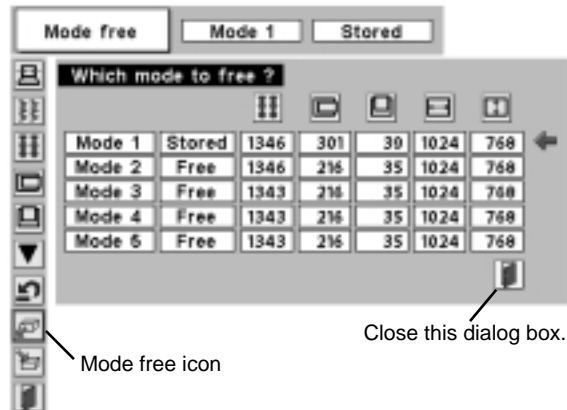 Mode free Mode 1 Stored
Which mode to free ?
Mode 1 Stored 1346 301 39 1024 768
Mode 2 Free 1346 216 35 1024 768
Mode 3 Free 1343 216 35 1024 768
Mode 4 Free 1343 216 35 1024 768
Mode 5 Free 1343 216 35 1024 768
Close this dialog box.
Mode free icon